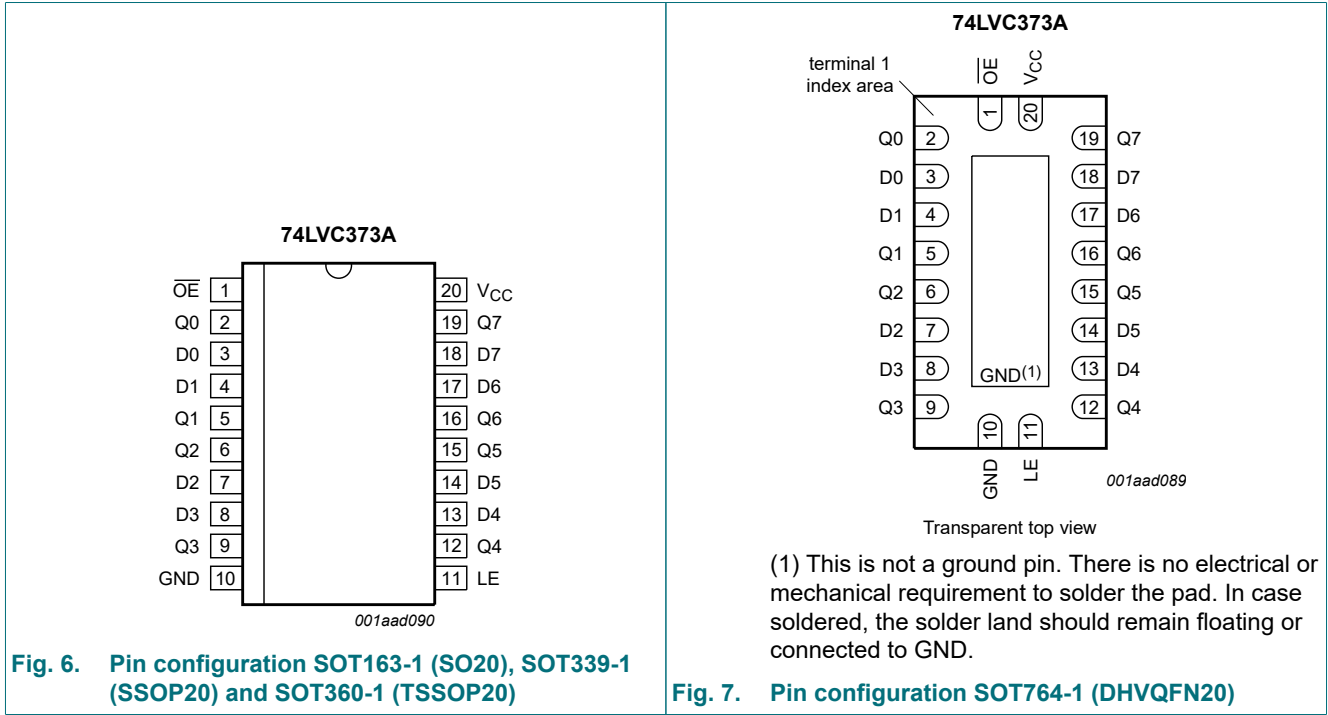 74LVC373A
OE 1 20 VCC
Q0 2 19 Q7
D0 3 18 D7
D1 4 17 D6
Q1 5 16 Q6
Q2 6 15 Q5
D2 7 14 D5
D3 8 13 D4
Q3 9 12 Q4
GND 10 11 LE
001aad090
Fig. 6. Pin configuration SOT163-1 (SO20), SOT339-1
(SSOP20) and SOT360-1 (TSSOP20)
74LVC373A
terminal 1
index area
OE VCC
1 20
Q0 2 19 Q7
D0 3 18 D7
D1 4 17 D6
Q1 5 16 Q6
Q2 6 15 Q5
D2 7 14 D5
D3 8 GND(1) 13 D4
Q3 9 12 Q4
10 11
GND LE
001aad089
Transparent top view
(1) This is not a ground pin. There is no electrical or
mechanical requirement to solder the pad. In case
soldered, the solder land should remain floating or
connected to GND.
Fig. 7. Pin configuration SOT764-1 (DHVQFN20)